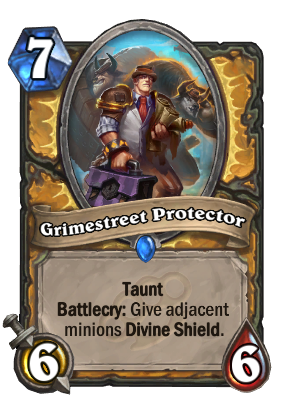 7
Grimestreet Protector
Taunt
Battlecry: Give adjacent
minions Divine Shield.
6 6